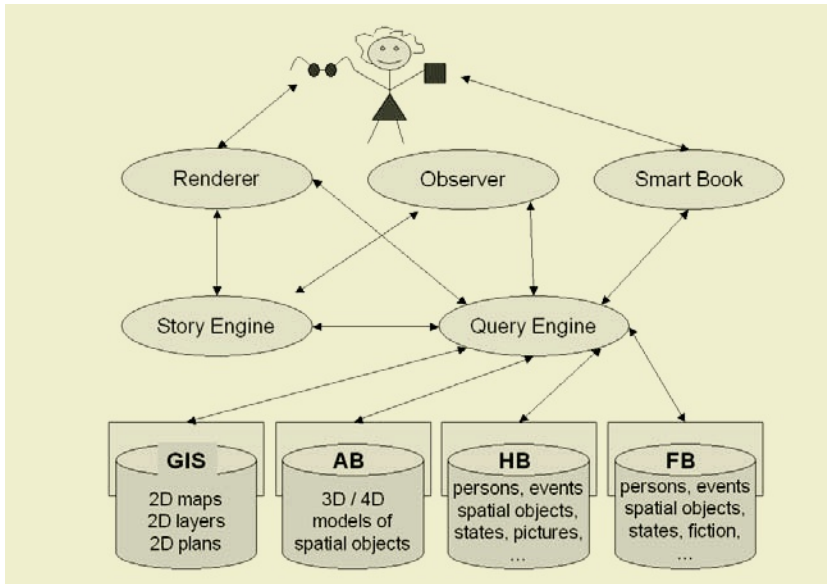 Renderer
Observer
Smart Book
Story Engine
Query Engine
GIS
2D maps
2D layers
2D plans
AB
3D / 4D
models of
spatial objects
HB
persons, events
spatial objects,
states, pictures,
...
FB
persons, events
spatial objects,
states, fiction,
...